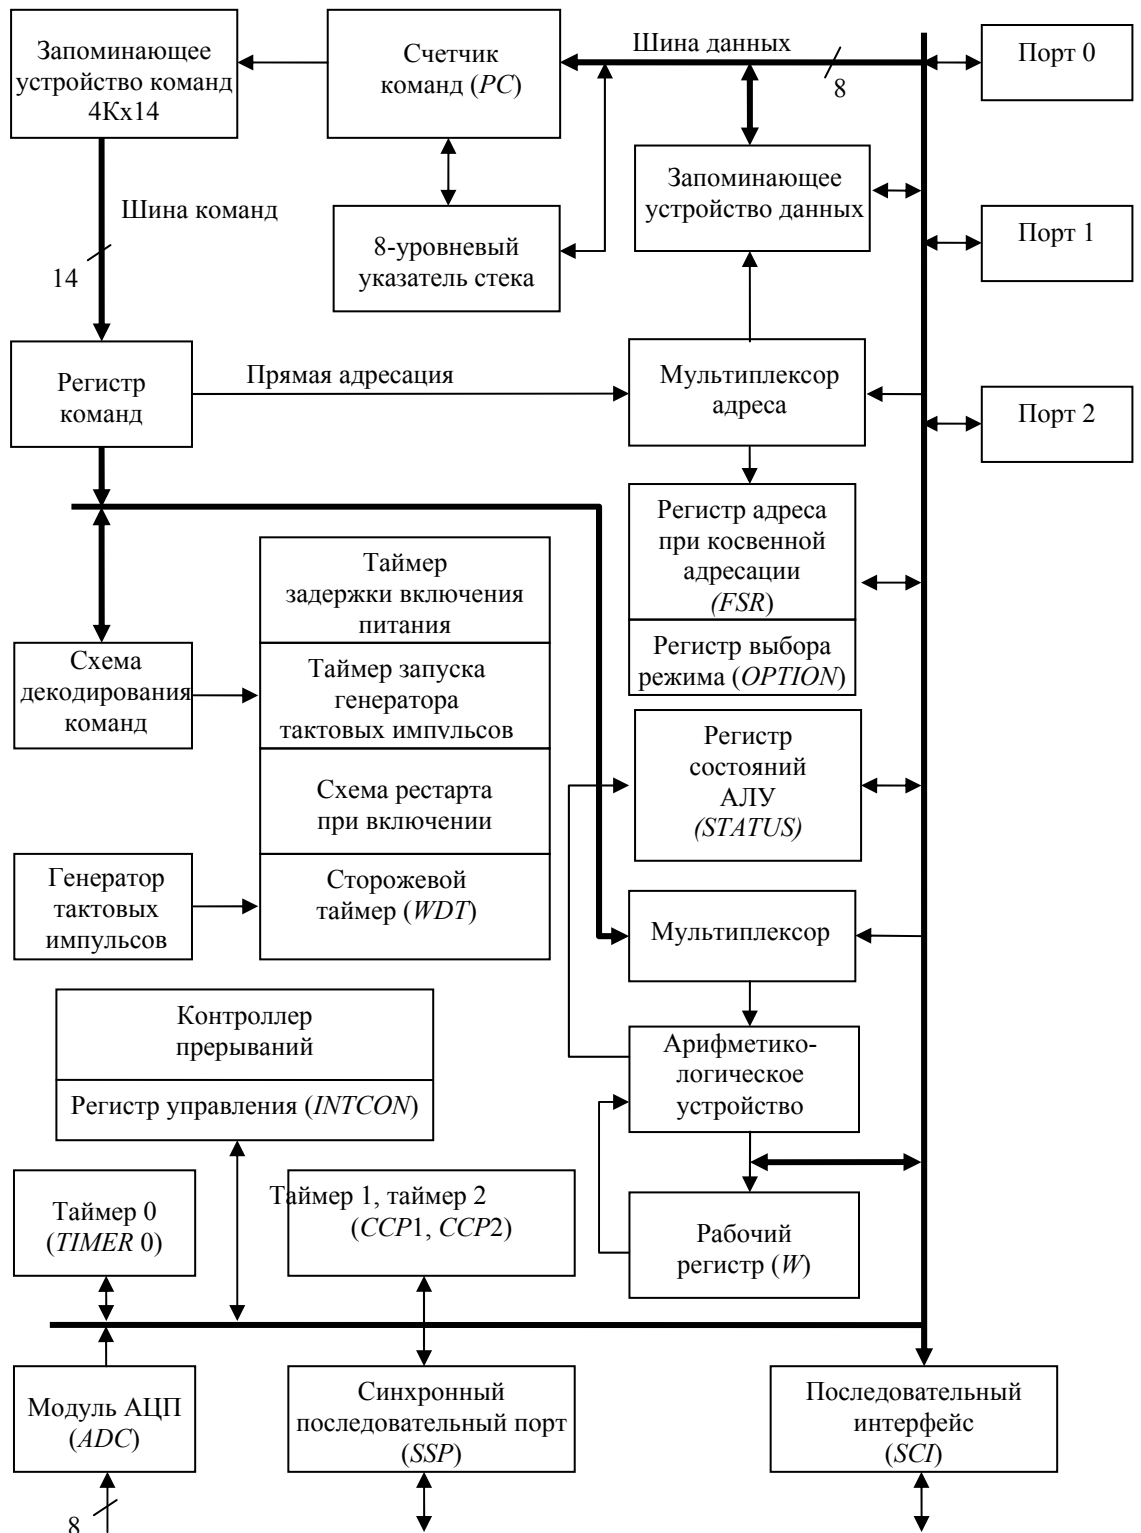 Запоминающее
устройство команд
4Kx14
Счетчик
команд (PC)
Шина данных
8
Порт 0
Запоминающее
устройство данных
Шина команд
14
8-уровневый
указатель стека
Порт 1
Регистр
команд
Прямая адресация
Мультиплексор
адреса
Порт 2
Регистр адреса
при косвенной
адресации
(FSR)
Регистр выбора
режима (OPTION)
Таймер
задержки включения
питания
Схема
декодирования
команд
Таймер запуска
генератора
тактовых импульсов
Регистр
состояний
АЛУ
(STATUS)
Схема рестарта
при включении
Генератор
тактовых
импульсов
Сторожевой
таймер (WDT)
Мультиплексор
Контроллер
прерываний
Регистр управления (INTCON)
Арифметико-
логическое
устройство
Таймер 0
(TIMER 0)
Таймер 1, таймер 2
(CCP1, CCP2)
Рабочий
регистр (W)
Модуль АЦП
(ADC)
Синхронный
последовательный порт
(SSP)
Последовательный
интерфейс
(SCI)
8